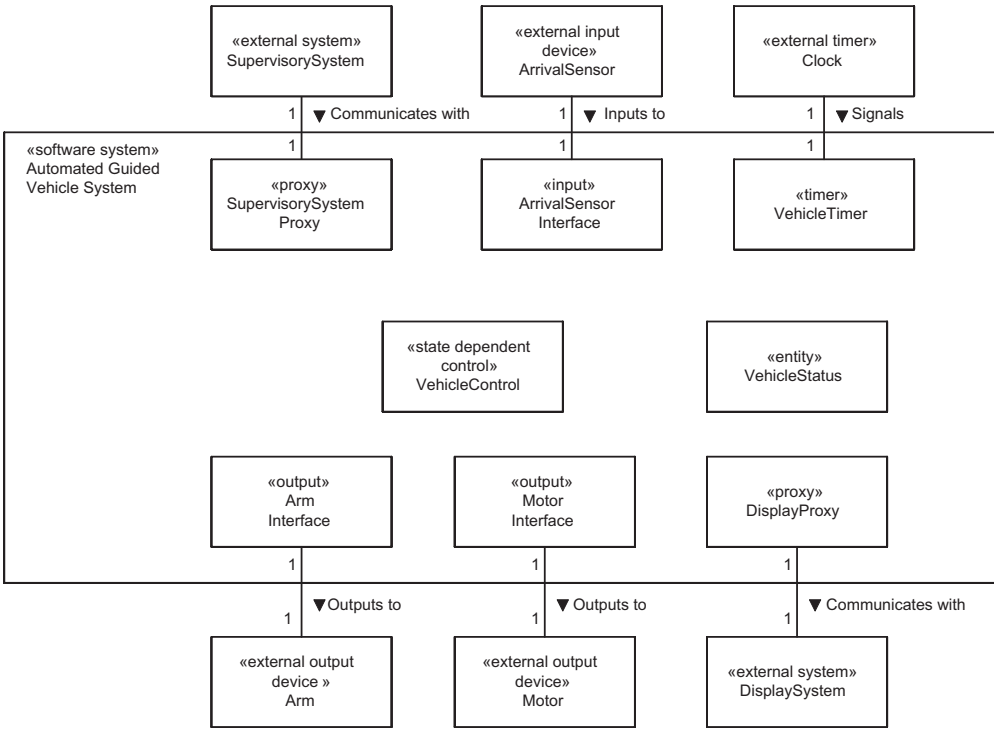 «external system»
SupervisorySystem
«external input
device»
ArrivalSensor
«external timer»
Clock
1 ▼ Communicates with
1 ▼ Inputs to
1 ▼ Signals
«software system»
Automated Guided
Vehicle System
1
1
1
«proxy»
SupervisorySystem
Proxy
«input»
ArrivalSensor
Interface
«timer»
VehicleTimer
«state dependent
control»
VehicleControl
«entity»
VehicleStatus
«output»
Arm
Interface
«output»
Motor
Interface
«proxy»
DisplayProxy
1
1
1
1 ▼Outputs to
1 ▼ Outputs to
1 ▼ Communicates with
«external output
device »
Arm
«external output
device»
Motor
«external system»
DisplaySystem